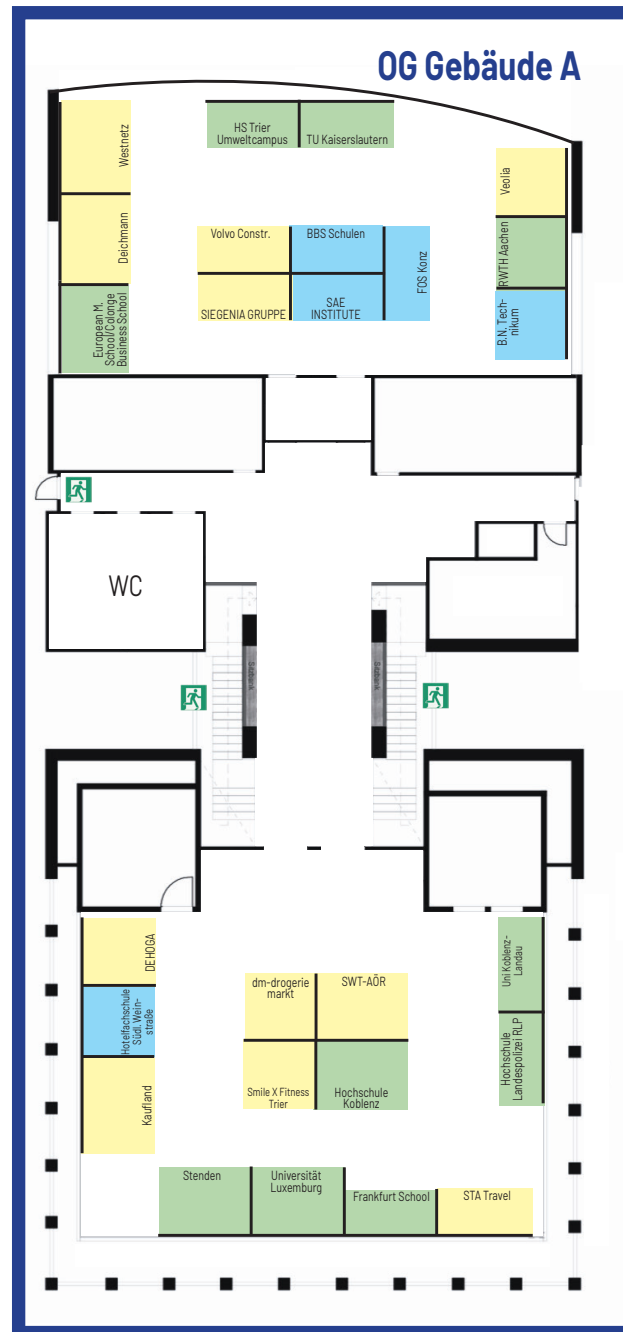 OG Gebäude A
Westnetz
HS Trier
Umweltcampus
TU Kaiserslautern
Veolia
Deichmann
Volvo Constr.
BBS Schulen
FOS Konz
RWTH Aachen
SIEGENIA GRUPPE
SAE
INSTITUTE
European M.
School/Colonge
Business School
B.N. Tech-
nikum
WC
Sitzbank
Sitzbank
DEHOGA
Uni Koblenz-
Landau
dm-drogerie
markt
SWT-AÖR
Hotelfachschule
Südl. Wein-
straße
Hochschule
Landespolizei RLP
Kaufland
Smile X Fitness
Trier
Hochschule
Koblenz
Stenden
Universität
Luxemburg
Frankfurt School
STA Travel